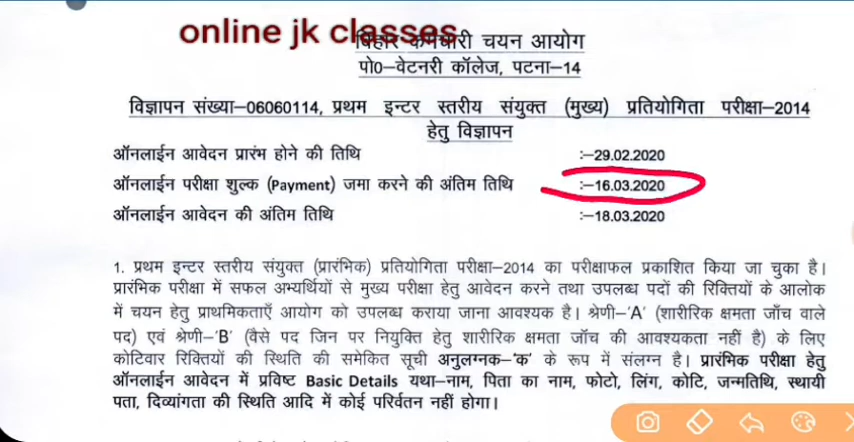 online jk classes
बिहार कर्मचारी चयन आयोग
पो0–वेटनरी कॉलेज, पटना–14
विज्ञापन संख्या–06060114, प्रथम इन्टर स्तरीय संयुक्त (मुख्य) प्रतियोगिता परीक्षा–2014
हेतु विज्ञापन
ऑनलाईन आवेदन प्रारंभ होने की तिथि :–29.02.2020
ऑनलाईन परीक्षा शुल्क (Payment) जमा करने की अंतिम तिथि :–16.03.2020
ऑनलाईन आवेदन की अंतिम तिथि :–18.03.2020
1. प्रथम इन्टर स्तरीय संयुक्त (प्रारंभिक) प्रतियोगिता परीक्षा–2014 का परीक्षाफल प्रकाशित किया जा चुका है।
प्रारंभिक परीक्षा में सफल अभ्यर्थियों से मुख्य परीक्षा हेतु आवेदन करने तथा उपलब्ध पदों की रिक्तियों के आलोक
में चयन हेतु प्राथमिकताएँ आयोग को उपलब्ध कराया जाना आवश्यक है। श्रेणी–'A' (शारीरिक क्षमता जाँच वाले
पद) एवं श्रेणी–'B' (वैसे पद जिन पर नियुक्ति हेतु शारीरिक क्षमता जाँच की आवश्यकता नहीं है) के लिए
कोटिवार रिक्तियों की स्थिति की समेकित सूची अनुलग्नक–'क' के रूप में संलग्न है। प्रारंभिक परीक्षा हेतु
ऑनलाईन आवेदन में प्रविष्ट Basic Details यथा–नाम, पिता का नाम, फोटो, लिंग, कोटि, जन्मतिथि, स्थायी
पता, दिव्यांगता की स्थिति आदि में कोई परिर्वतन नहीं होगा।